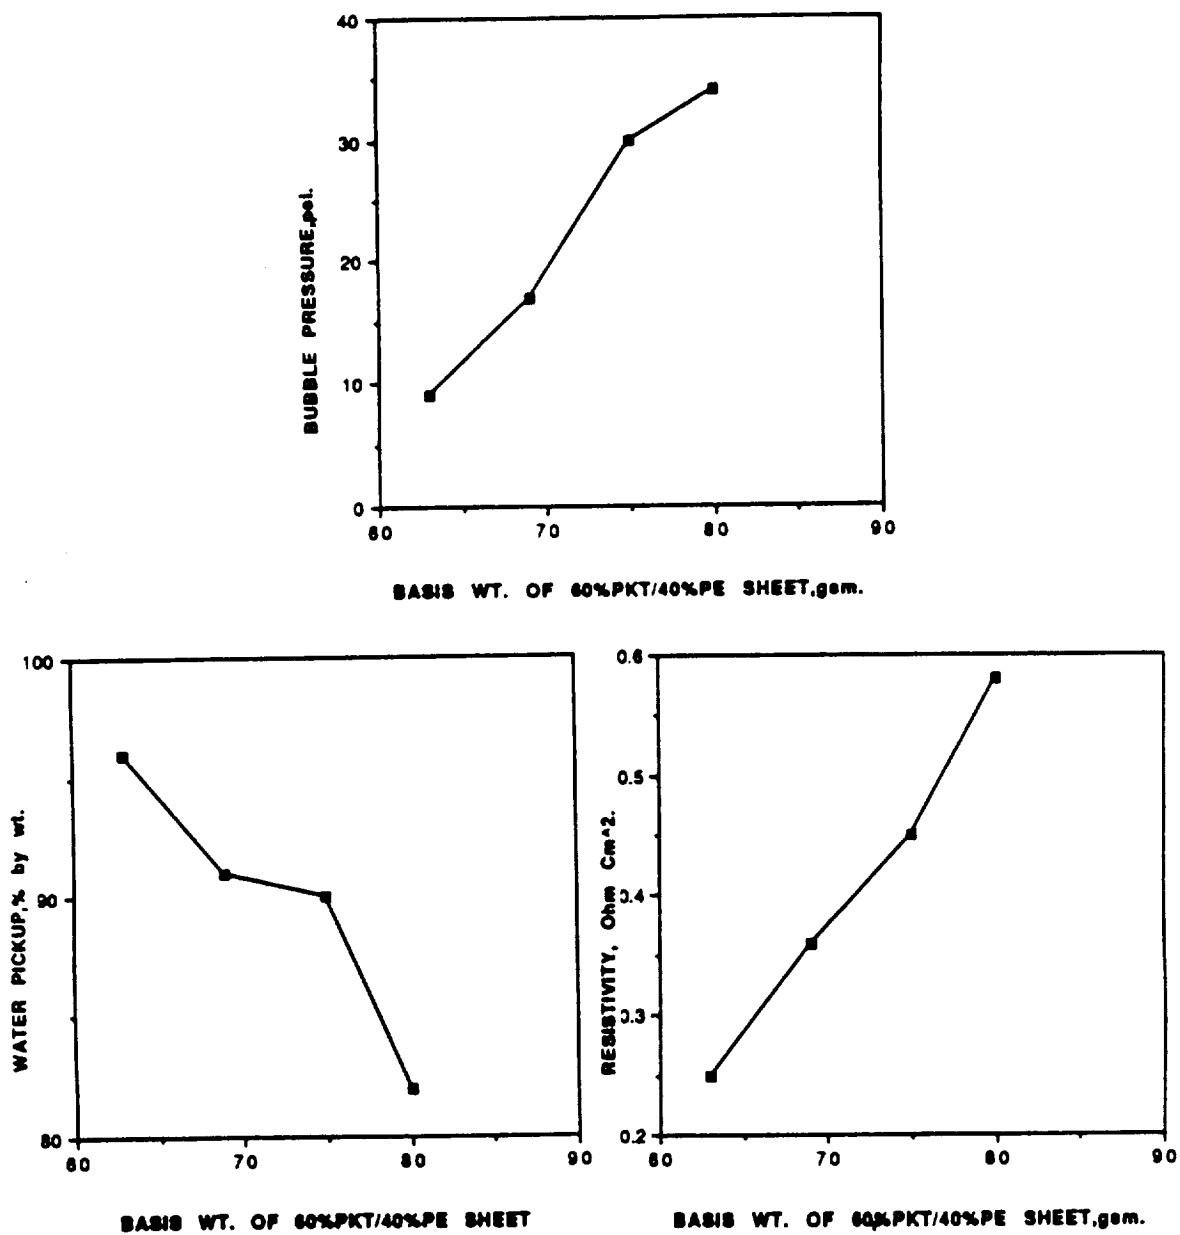 40
30
20
10
0
60 70 80 90
BUBBLE PRESSURE,psi.
BASIS WT. OF 60%PKT/40%PE SHEET,gsm.
100
90
80
60 70 80 90
WATER PICKUP,% by wt.
BASIS WT. OF 60%PKT/40%PE SHEET
0.6
0.5
0.4
0.3
0.2
60 70 80 90
RESISTIVITY, Ohm Cm^2.
BASIS WT. OF 60%PKT/40%PE SHEET,gsm.